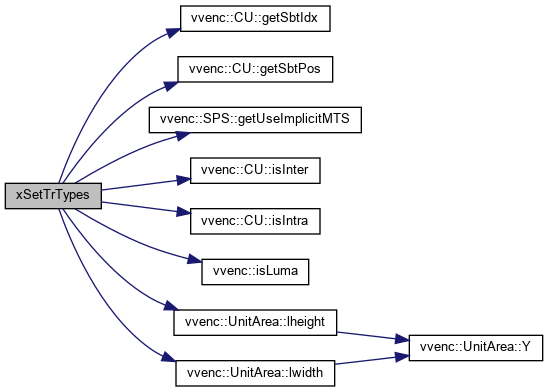 vvenc::CU::getSbtIdx
vvenc::CU::getSbtPos
vvenc::SPS::getUseImplicitMTS
vvenc::CU::isInter
xSetTrTypes
vvenc::CU::isIntra
vvenc::isLuma
vvenc::UnitArea::lheight
vvenc::UnitArea::Y
vvenc::UnitArea::lwidth